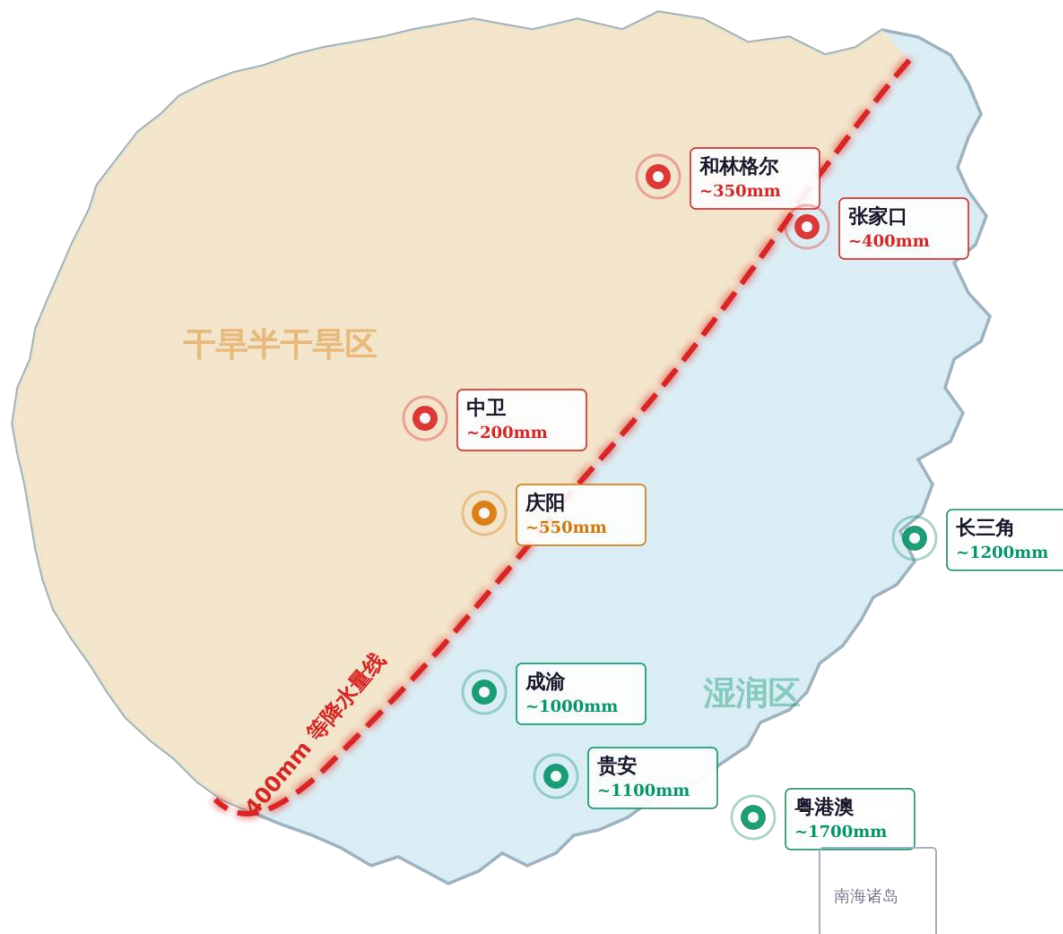 和林格尔
~350mm
张家口
~400mm
干旱半干旱区
中卫
~200mm
庆阳
~550mm
长三角
~1200mm
400mm 等降水量线
成渝
~1000mm
湿润区
贵安
~1100mm
粤港澳
~1700mm
南海诸岛